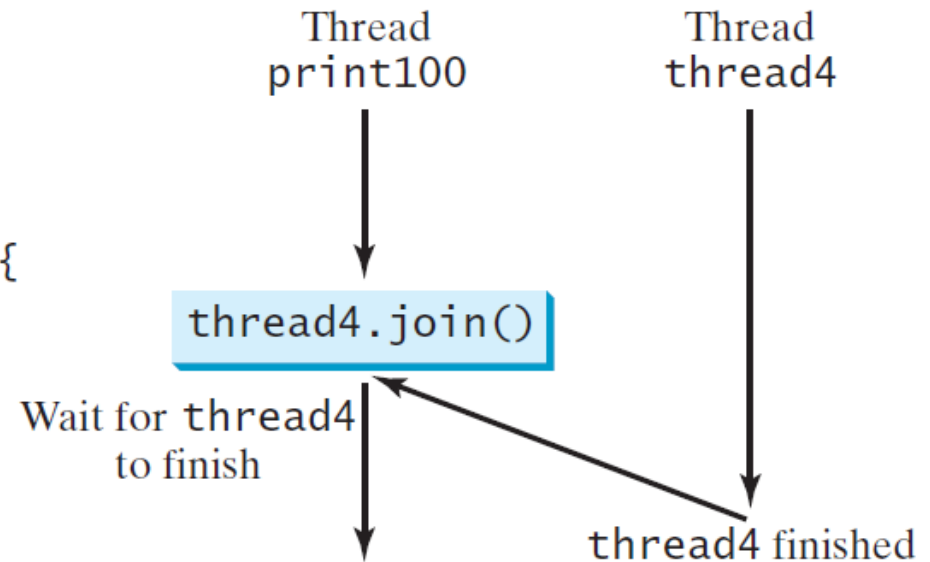 Thread
print100
Thread
thread4
{
thread4.join()
Wait for thread4
to finish
thread4 finished